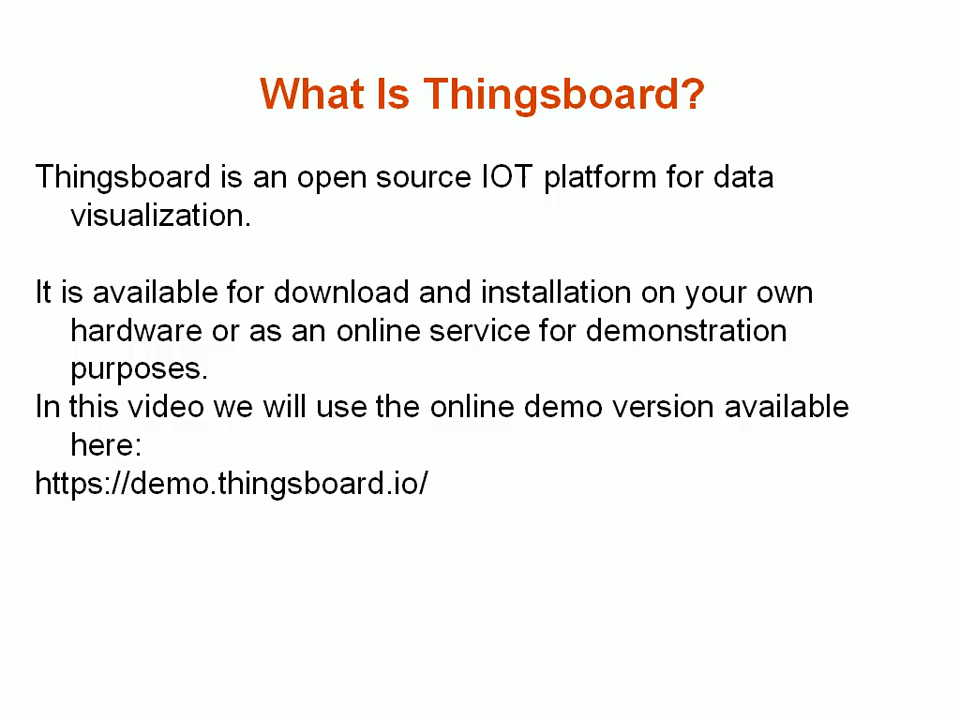 What Is Thingsboard?
Thingsboard is an open source IOT platform for data
visualization.
It is available for download and installation on your own
hardware or as an online service for demonstration
purposes.
In this video we will use the online demo version available
here:
https://demo.thingsboard.io/